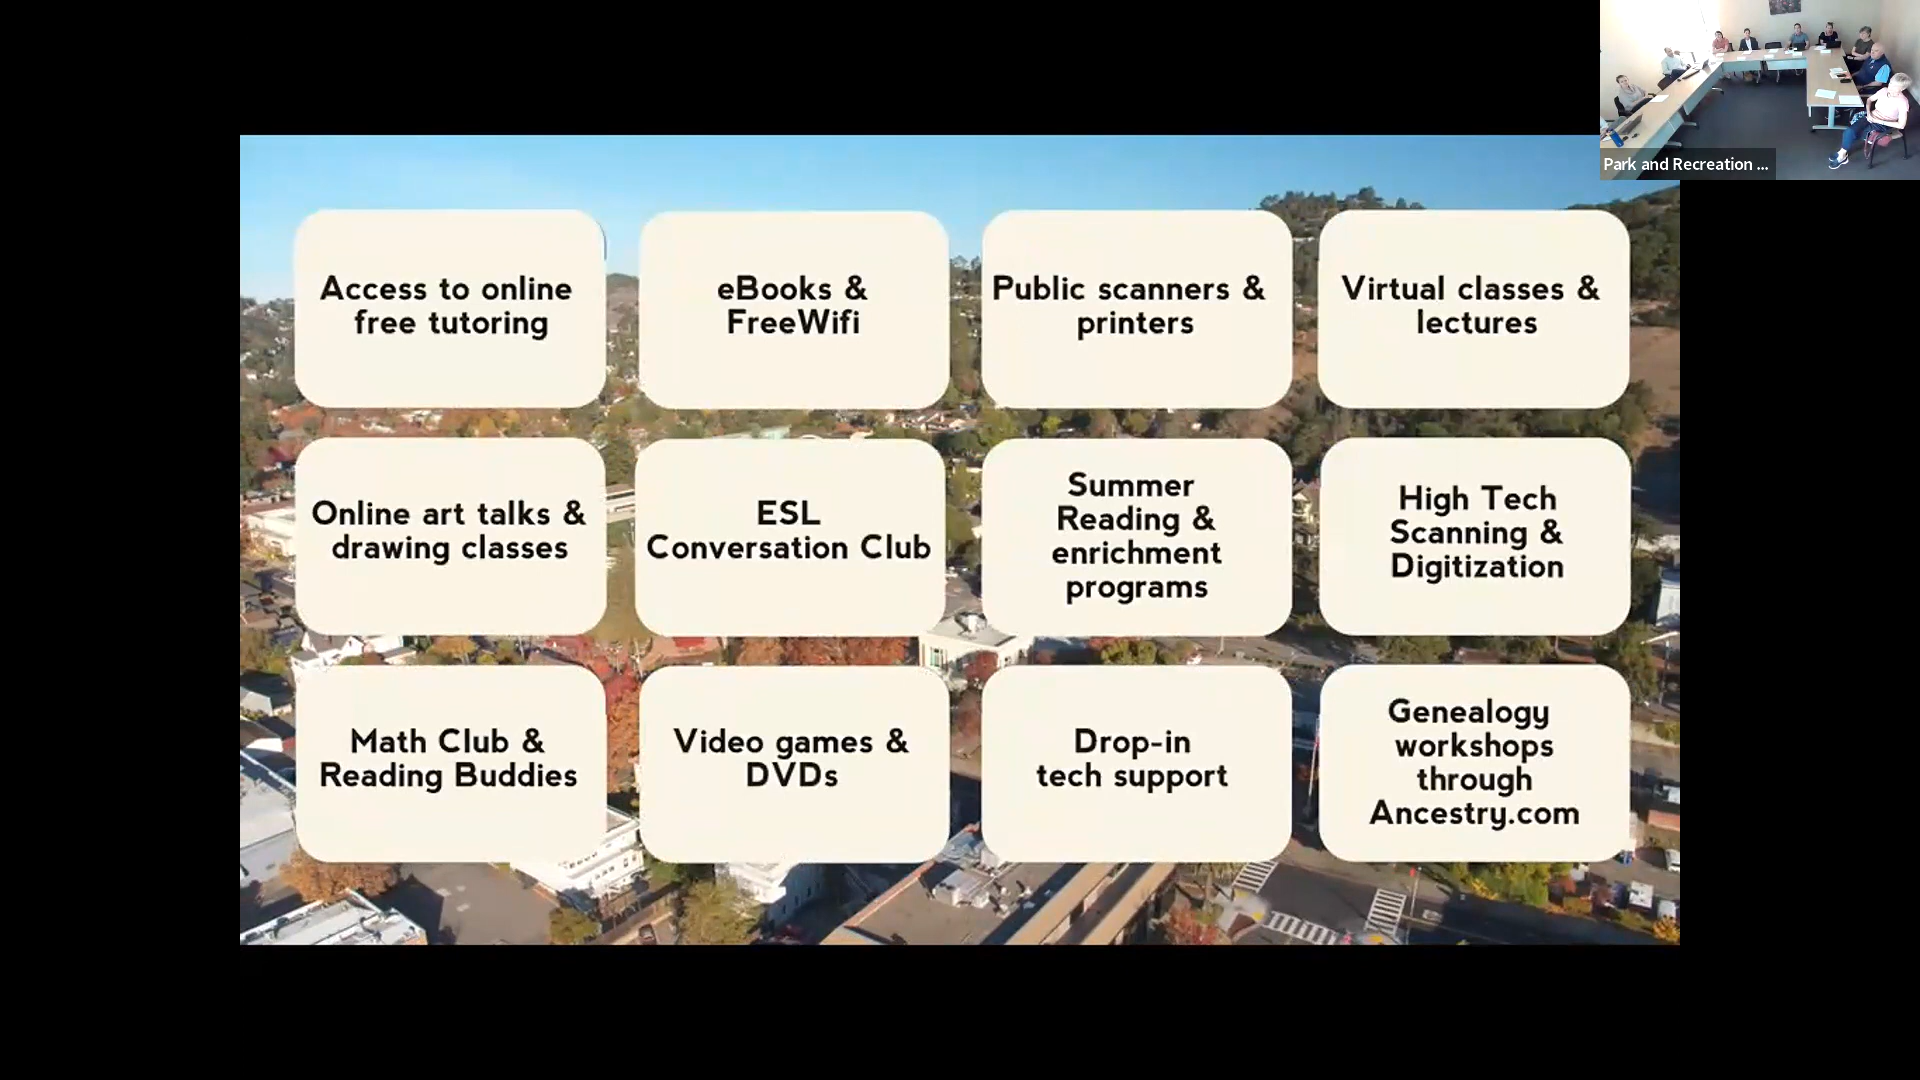 Park and Recreation ...
Access to online
free tutoring
eBooks &
FreeWifi
Public scanners &
printers
Virtual classes &
lectures
Online art talks &
drawing classes
ESL
Conversation Club
Summer
Reading &
enrichment
programs
High Tech
Scanning &
Digitization
Math Club &
Reading Buddies
Video games &
DVDs
Drop-in
tech support
Genealogy
workshops
through
Ancestry.com